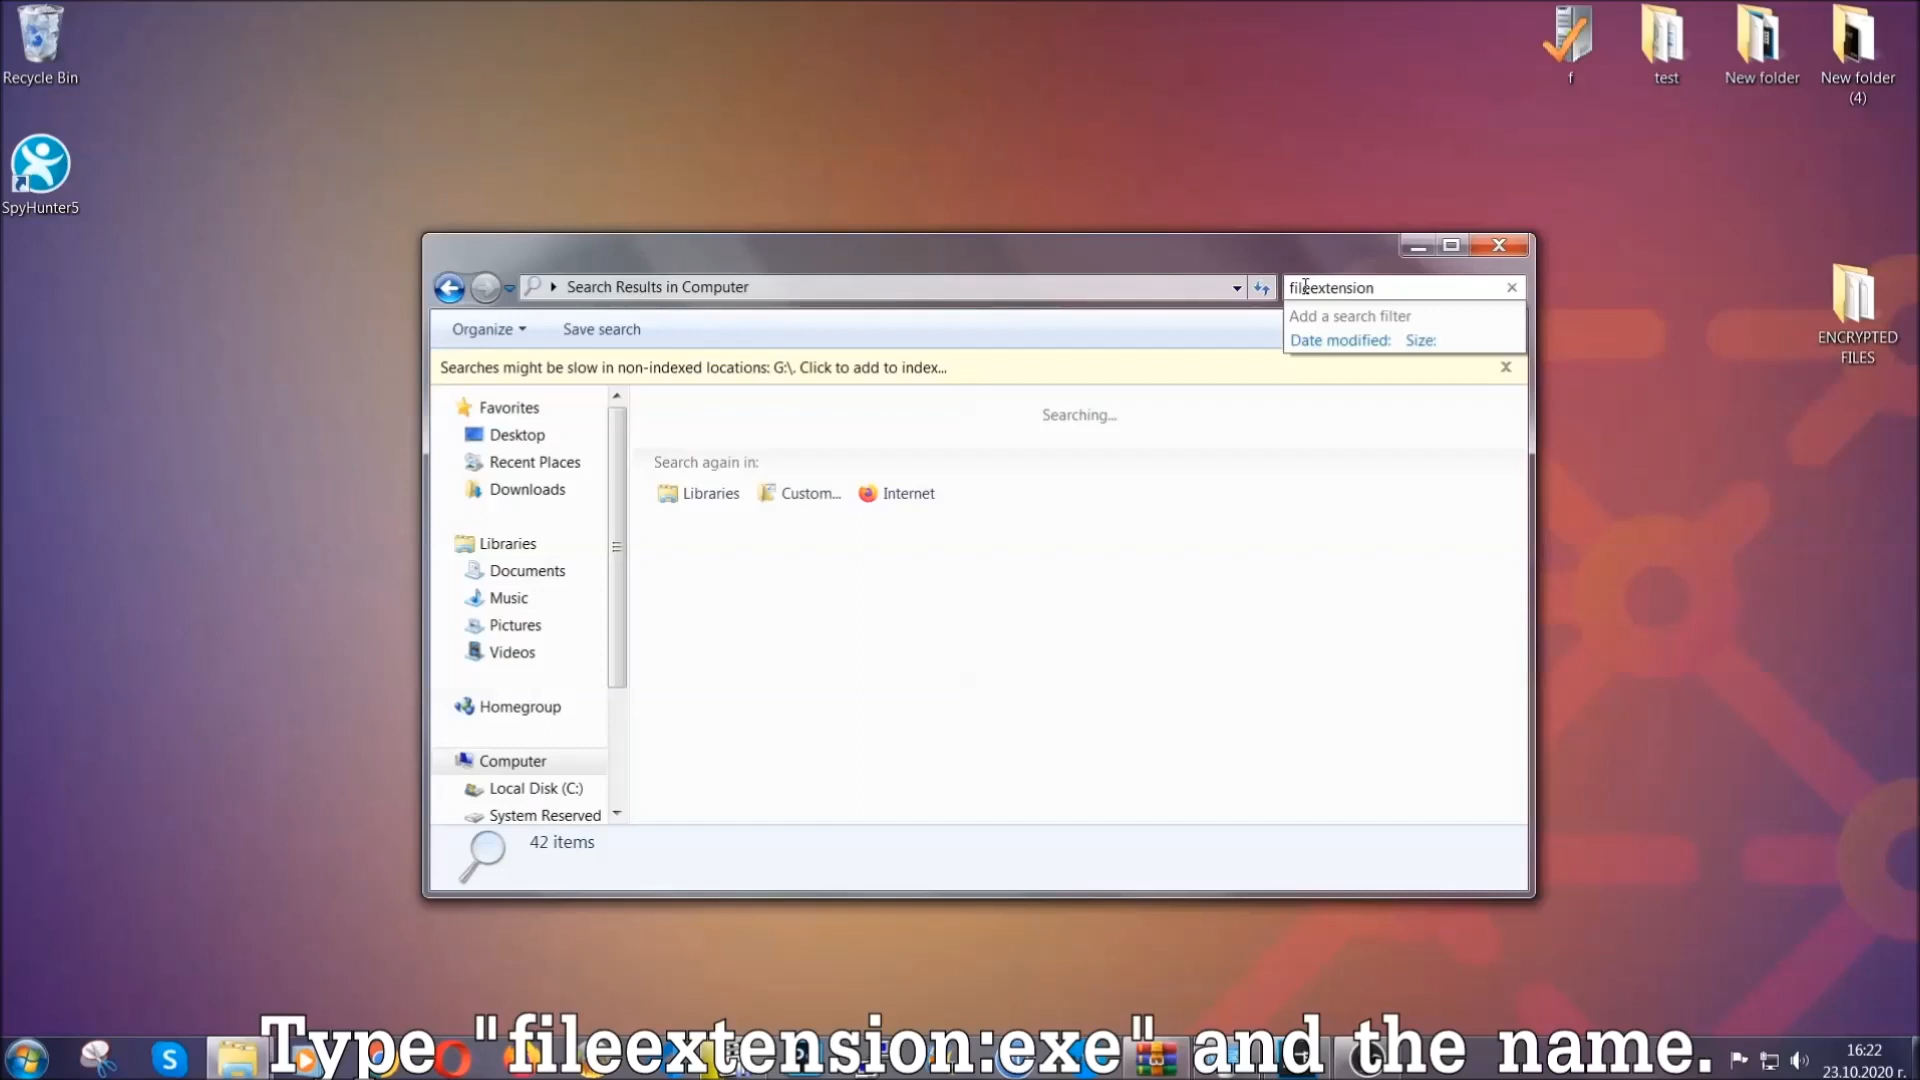 Recycle Bin
f
test
New folder
New folder
(4)
SpyHunter5
ENCRYPTED
FILES
Search Results in Computer
fileextension
Add a search filter
Date modified: Size:
Organize
Save search
Searches might be slow in non-indexed locations: G:\. Click to add to index...
Favorites
Desktop
Recent Places
Downloads
Libraries
Documents
Music
Pictures
Videos
Homegroup
Computer
Local Disk (C:)
System Reserved
Searching...
Search again in:
Libraries
Custom...
Internet
42 items
Type "fileextension:exe" and the name.
16:22
23.10.2020 г.